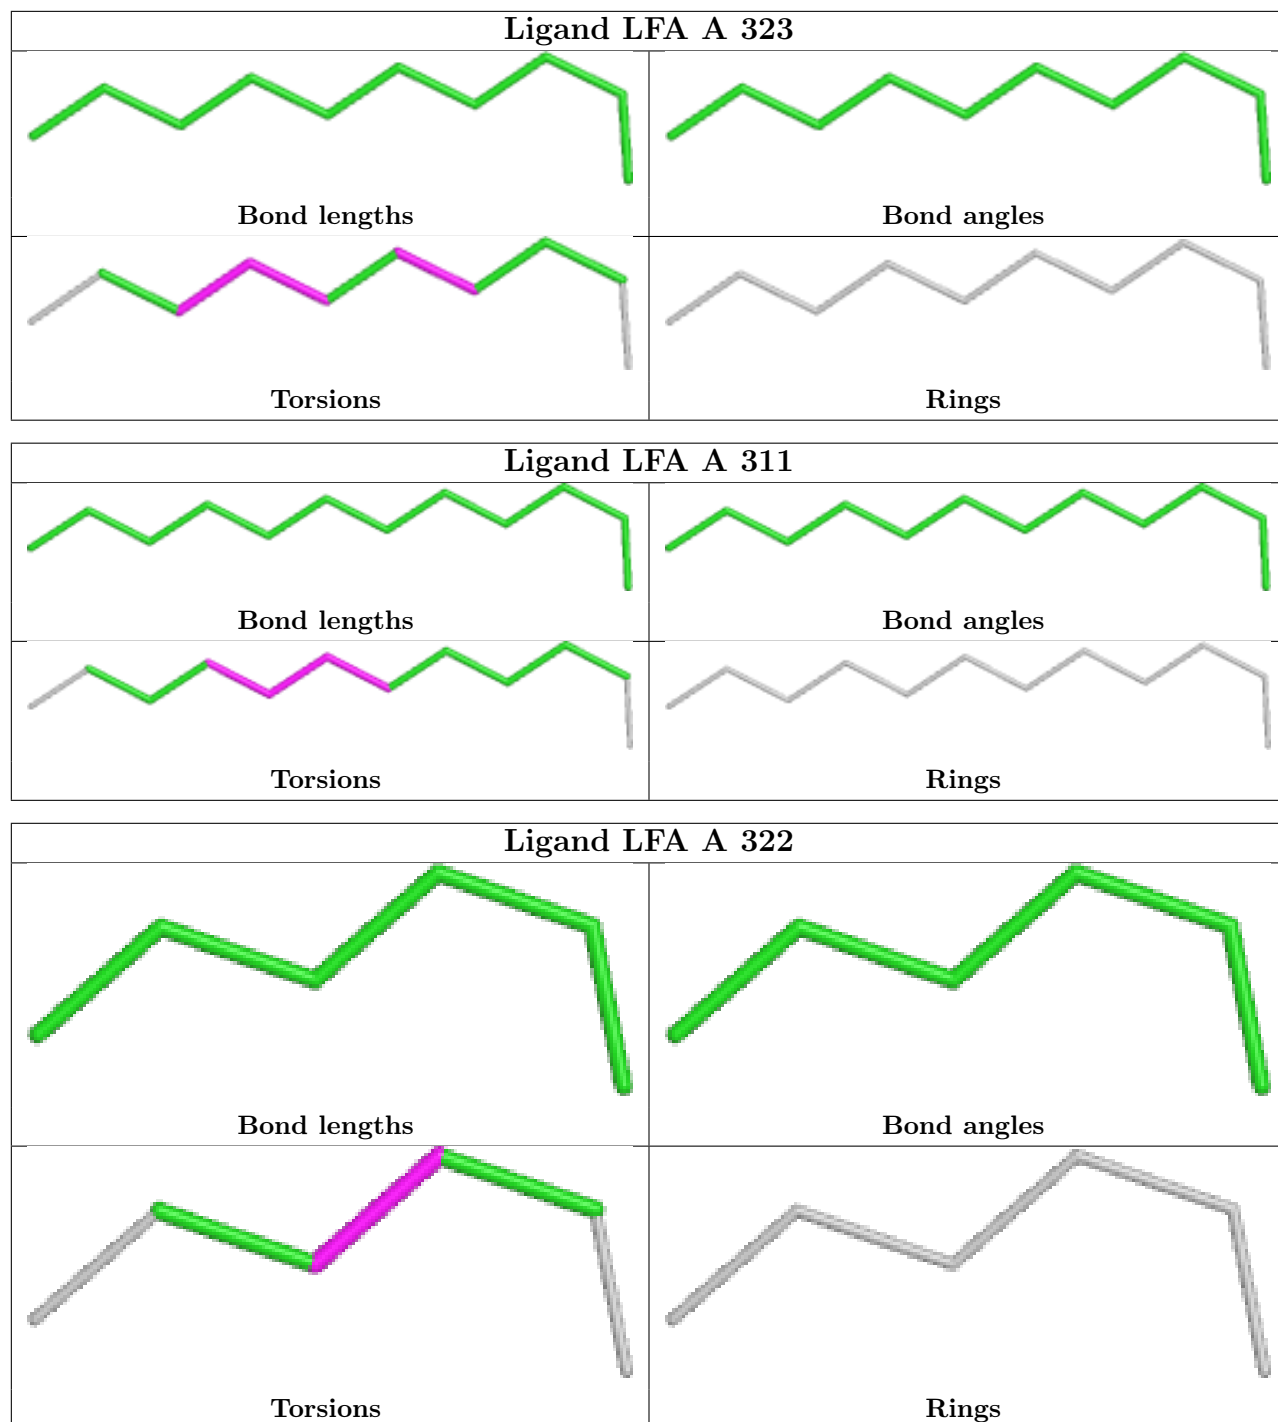 Ligand LFA A 323
Bond lengths
Bond angles
Torsions
Rings
Ligand LFA A 311
Bond lengths
Bond angles
Torsions
Rings
Ligand LFA A 322
Bond lengths
Bond angles
Torsions
Rings